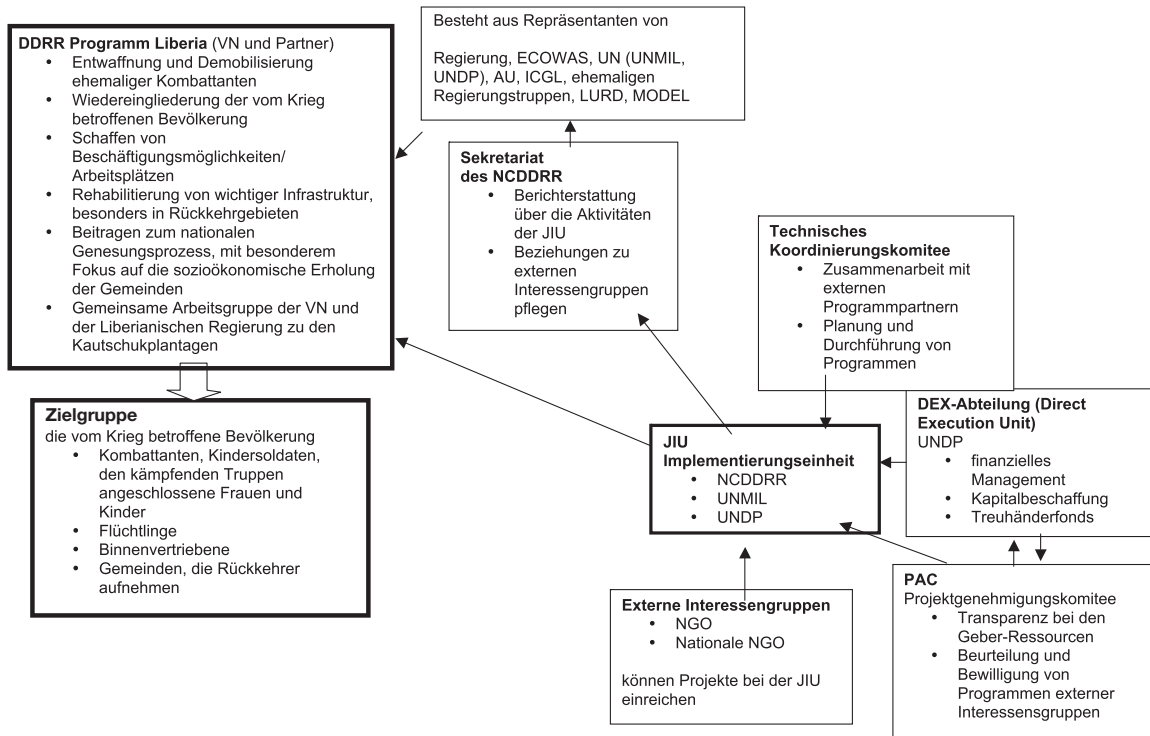 DDRR Programm Liberia (VN und Partner)
• Entwaffnung und Demobilisierung
ehemaliger Kombattanten
• Wiedereingliederung der vom Krieg
betroffenen Bevölkerung
• Schaffen von
Beschäftigungsmöglichkeiten/
Arbeitsplätzen
• Rehabilitierung von wichtiger Infrastruktur,
besonders in Rückkehrgebieten
• Beitragen zum nationalen
Genesungsprozess, mit besonderem
Fokus auf die sozioökonomische Erholung
der Gemeinden
• Gemeinsame Arbeitsgruppe der VN und
der Liberianischen Regierung zu den
Kautschukplantagen
Zielgruppe
die vom Krieg betroffene Bevölkerung
• Kombattanten, Kindersoldaten,
den kämpfenden Truppen
angeschlossene Frauen und
Kinder
• Flüchtlinge
• Binnenvertriebene
• Gemeinden, die Rückkehrer
aufnehmen
Besteht aus Repräsentanten von
Regierung, ECOWAS, UN (UNMIL,
UNDP), AU, ICGL, ehemaligen
Regierungstruppen, LURD, MODEL
Sekretariat
des NCDDRR
• Berichterstattung
über die Aktivitäten
der JIU
• Beziehungen zu
externen
Interessengruppen
pflegen
Technisches
Koordinierungskomitee
• Zusammenarbeit mit
externen
Programmpartnern
• Planung und
Durchführung von
Programmen
JIU
Implementierungseinheit
• NCDDRR
• UNMIL
• UNDP
DEX-Abteilung (Direct
Execution Unit)
UNDP
• finanzielles
Management
• Kapitalbeschaffung
• Treuhänderfonds
Externe Interessengruppen
• NGO
• Nationale NGO
können Projekte bei der JIU
einreichen
PAC
Projektgenehmigungskomitee
• Transparenz bei den
Geber-Ressourcen
• Beurteilung und
Bewilligung von
Programmen externer
Interessensgruppen